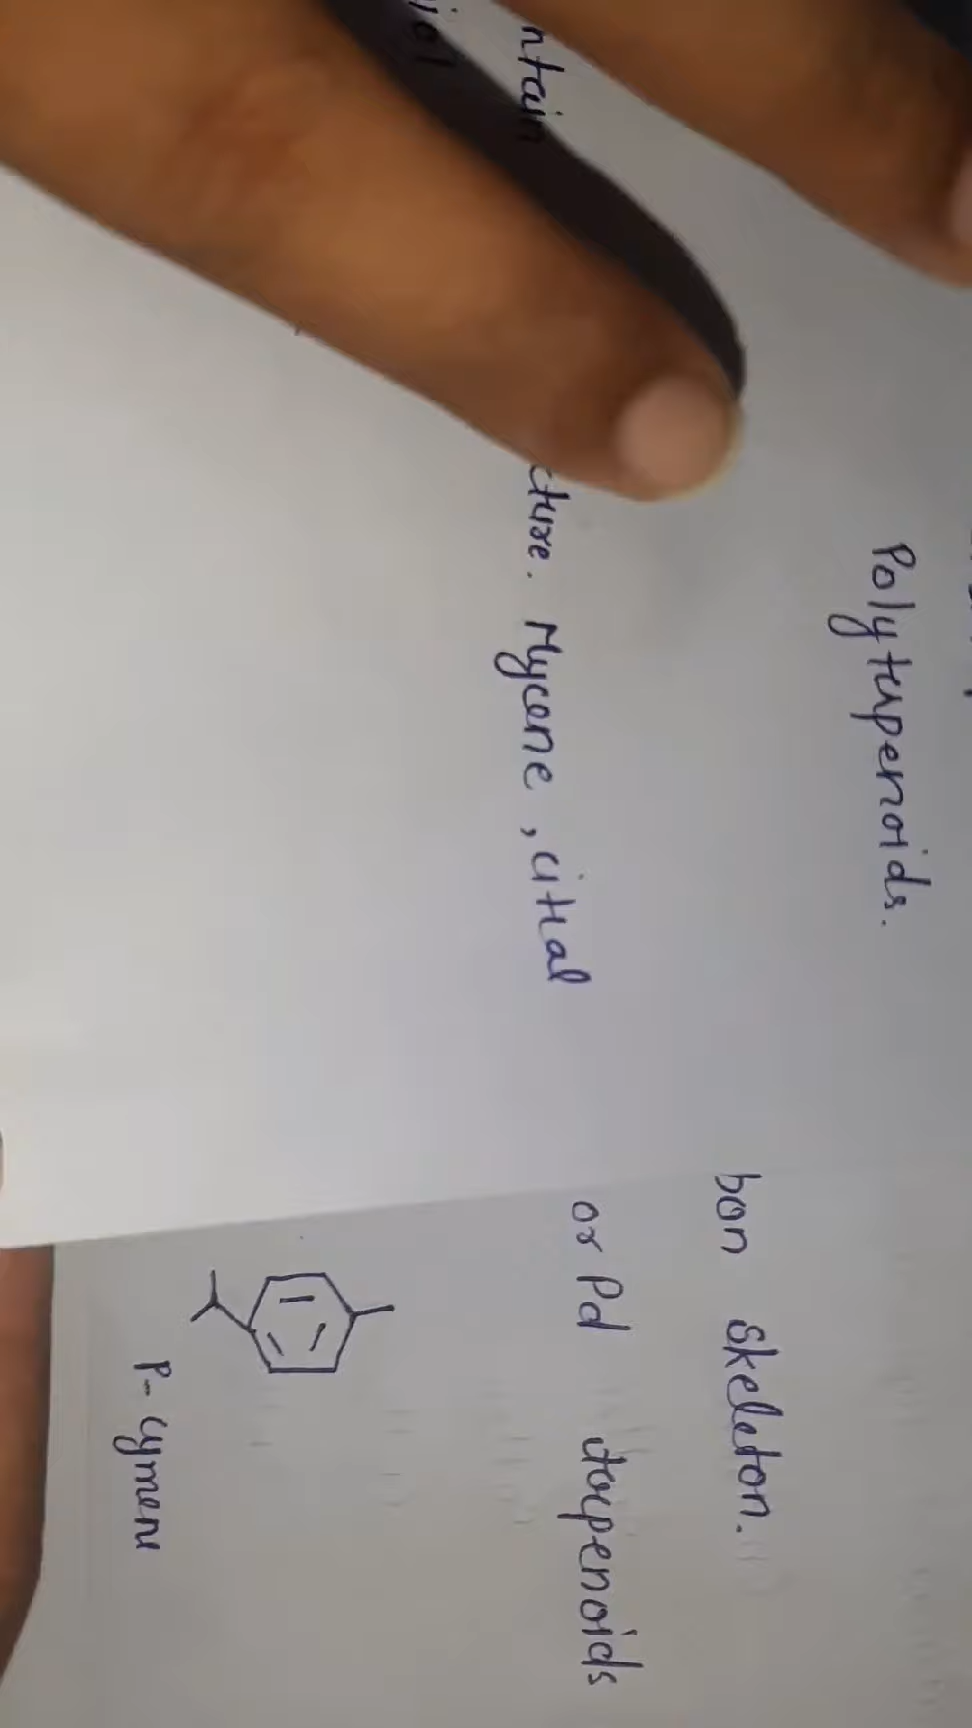 Polyterpenoids.
ntain
cture. Mycene, citral
bon skeleton.
or Pd terpenoids
P-cymene